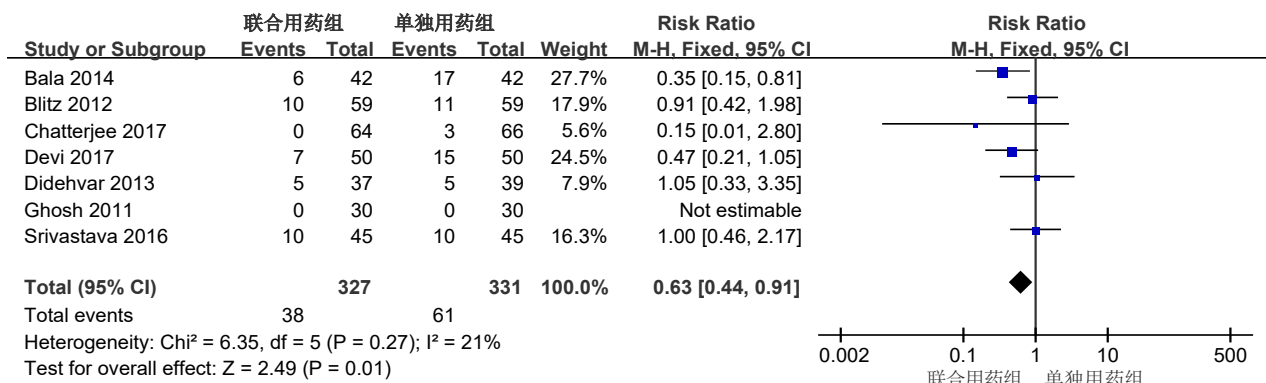 联合用药组 单独用药组 Risk Ratio Risk Ratio
Study or Subgroup Events Total Events Total Weight M-H, Fixed, 95% CI M-H, Fixed, 95% CI
Bala 2014 6 42 17 42 27.7% 0.35 [0.15, 0.81]
Blitz 2012 10 59 11 59 17.9% 0.91 [0.42, 1.98]
Chatterjee 2017 0 64 3 66 5.6% 0.15 [0.01, 2.80]
Devi 2017 7 50 15 50 24.5% 0.47 [0.21, 1.05]
Didehvar 2013 5 37 5 39 7.9% 1.05 [0.33, 3.35]
Ghosh 2011 0 30 0 30 Not estimable
Srivastava 2016 10 45 10 45 16.3% 1.00 [0.46, 2.17]
Total (95% CI) 327 331 100.0% 0.63 [0.44, 0.91]
Total events 38 61
Heterogeneity: Chi² = 6.35, df = 5 (P = 0.27); I² = 21%
Test for overall effect: Z = 2.49 (P = 0.01)
0.002 0.1 1 10 500
联合用药组 单独用药组